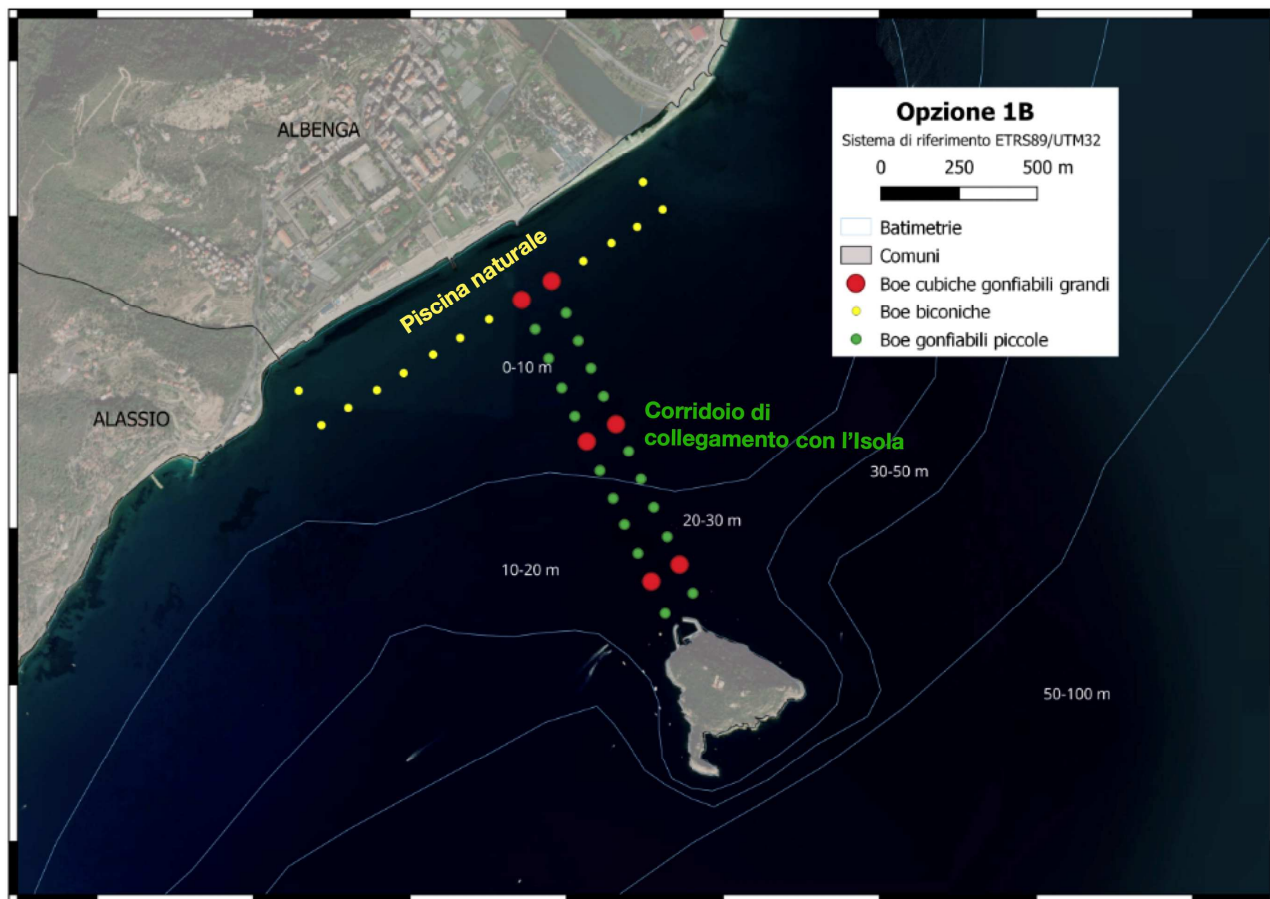 ALBENGA
Opzione 1B
Sistema di riferimento ETRS89/UTM32
0 250 500 m
Batimetrie
Comuni
Boe cubiche gonfiabili grandi
Boe biconiche
Boe gonfiabili piccole
Piscina naturale
0-10 m
ALASSIO
Corridoio di
collegamento con l'Isola
30-50 m
20-30 m
10-20 m
50-100 m